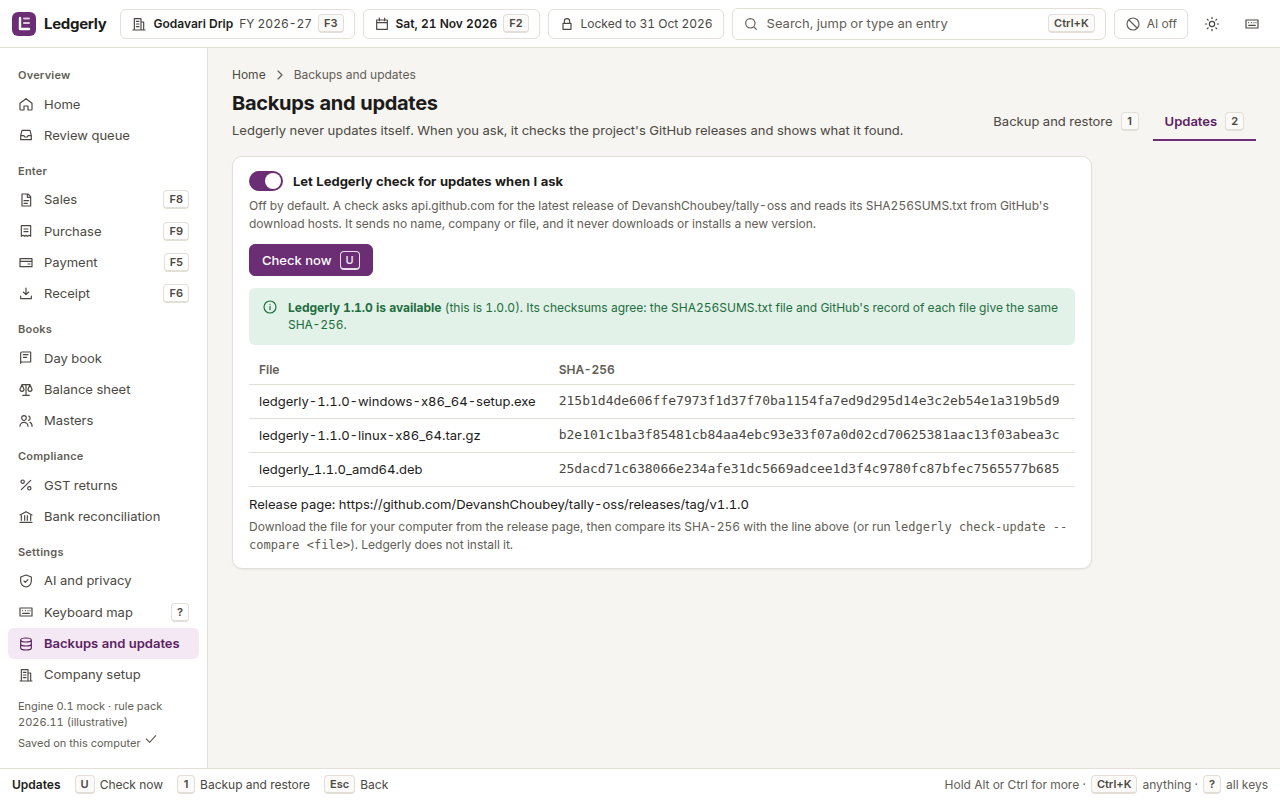 Ledgerly
Godavari Drip FY 2026-27 F3
Sat, 21 Nov 2026 F2
Locked to 31 Oct 2026
Search, jump or type an entry Ctrl+K
AI off
Overview
Home
Review queue
Enter
Sales F8
Purchase F9
Payment F5
Receipt F6
Books
Day book
Balance sheet
Masters
Compliance
GST returns
Bank reconciliation
Settings
AI and privacy
Keyboard map ?
Backups and updates
Company setup
Engine 0.1 mock · rule pack
2026.11 (illustrative)
Saved on this computer
Home Backups and updates
Backups and updates
Ledgerly never updates itself. When you ask, it checks the project's GitHub releases and shows what it found.
Backup and restore 1
Updates 2
Let Ledgerly check for updates when I ask
Off by default. A check asks api.github.com for the latest release of DevanshChoubey/tally-oss and reads its SHA256SUMS.txt from GitHub's
download hosts. It sends no name, company or file, and it never downloads or installs a new version.
Check now U
Ledgerly 1.1.0 is available (this is 1.0.0). Its checksums agree: the SHA256SUMS.txt file and GitHub's record of each file give the same
SHA-256.
File SHA-256
ledgerly-1.1.0-windows-x86_64-setup.exe 215b1d4de606ffe7973f1d37f70ba1154fa7ed9d295d14e3c2eb54e1a319b5d9
ledgerly-1.1.0-linux-x86_64.tar.gz b2e101c1ba3f85481cb84aa4ebc93e33f07a0d02cd70625381aac13f03abea3c
ledgerly_1.1.0_amd64.deb 25dacd71c638066e234afe31dc5669adcee1d3f4c9780fc87bfec7565577b685
Release page: https://github.com/DevanshChoubey/tally-oss/releases/tag/v1.1.0
Download the file for your computer from the release page, then compare its SHA-256 with the line above (or run ledgerly check-update --
compare <file>). Ledgerly does not install it.
Updates U Check now 1 Backup and restore Esc Back
Hold Alt or Ctrl for more · Ctrl+K anything · ? all keys